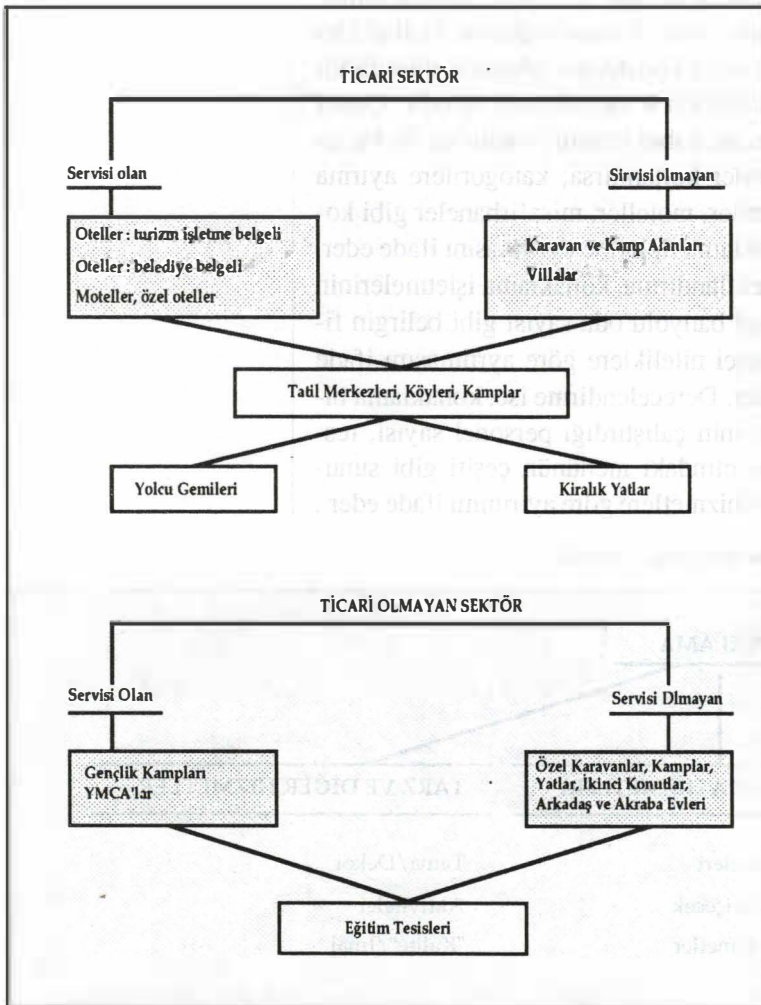 TİCARİ SEKTÖR
Servisi olan
Sirvisi olmayan
Oteller : turizm işletme belgeli
Oteller : belediye belgeli
Moteller, özel oteller
Karavan ve Kamp Alanları
Villalar
Tatil Merkezleri, Köyleri, Kamplar
Yolcu Gemileri
Kiralık Yatlar
TİCARİ OLMAYAN SEKTÖR
Servisi Olan
Servisi Dlmayan
Gençlik Kampları
YMCA'lar
Özel Karavanlar, Kamplar,
Yatlar, İkinci Konutlar,
Arkadaş ve Akraba Evleri
Eğitim Tesisleri